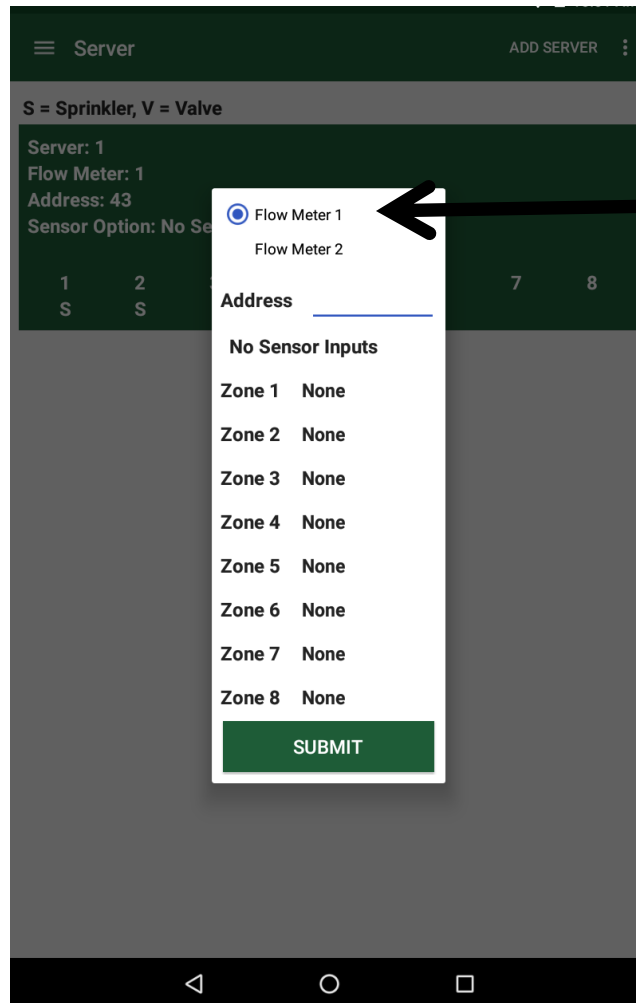 Server ADD SERVER
S = Sprinkler, V = Valve
Server: 1
Flow Meter: 1
Address: 43
Sensor Option: No Se
1 2 7 8
S S
Flow Meter 1
Flow Meter 2
Address
No Sensor Inputs
Zone 1 None
Zone 2 None
Zone 3 None
Zone 4 None
Zone 5 None
Zone 6 None
Zone 7 None
Zone 8 None
SUBMIT